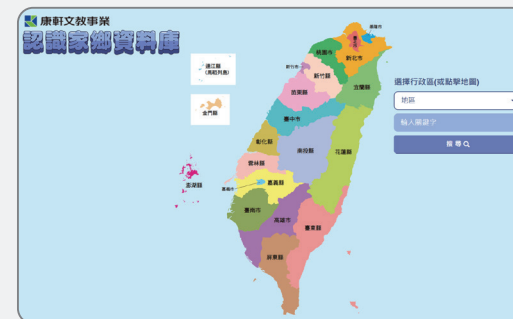 康軒文教事業
認識家鄉資料庫
連江縣
(馬祖列島)
金門縣
澎湖縣
基隆市
臺北市
新北市
桃園市
新竹市
新竹縣
宜蘭縣
苗栗縣
臺中市
彰化縣
南投縣
花蓮縣
雲林縣
嘉義市
嘉義縣
臺南市
高雄市
臺東縣
屏東縣
選擇行政區(或點擊地圖)
地區
輸入關鍵字
搜尋